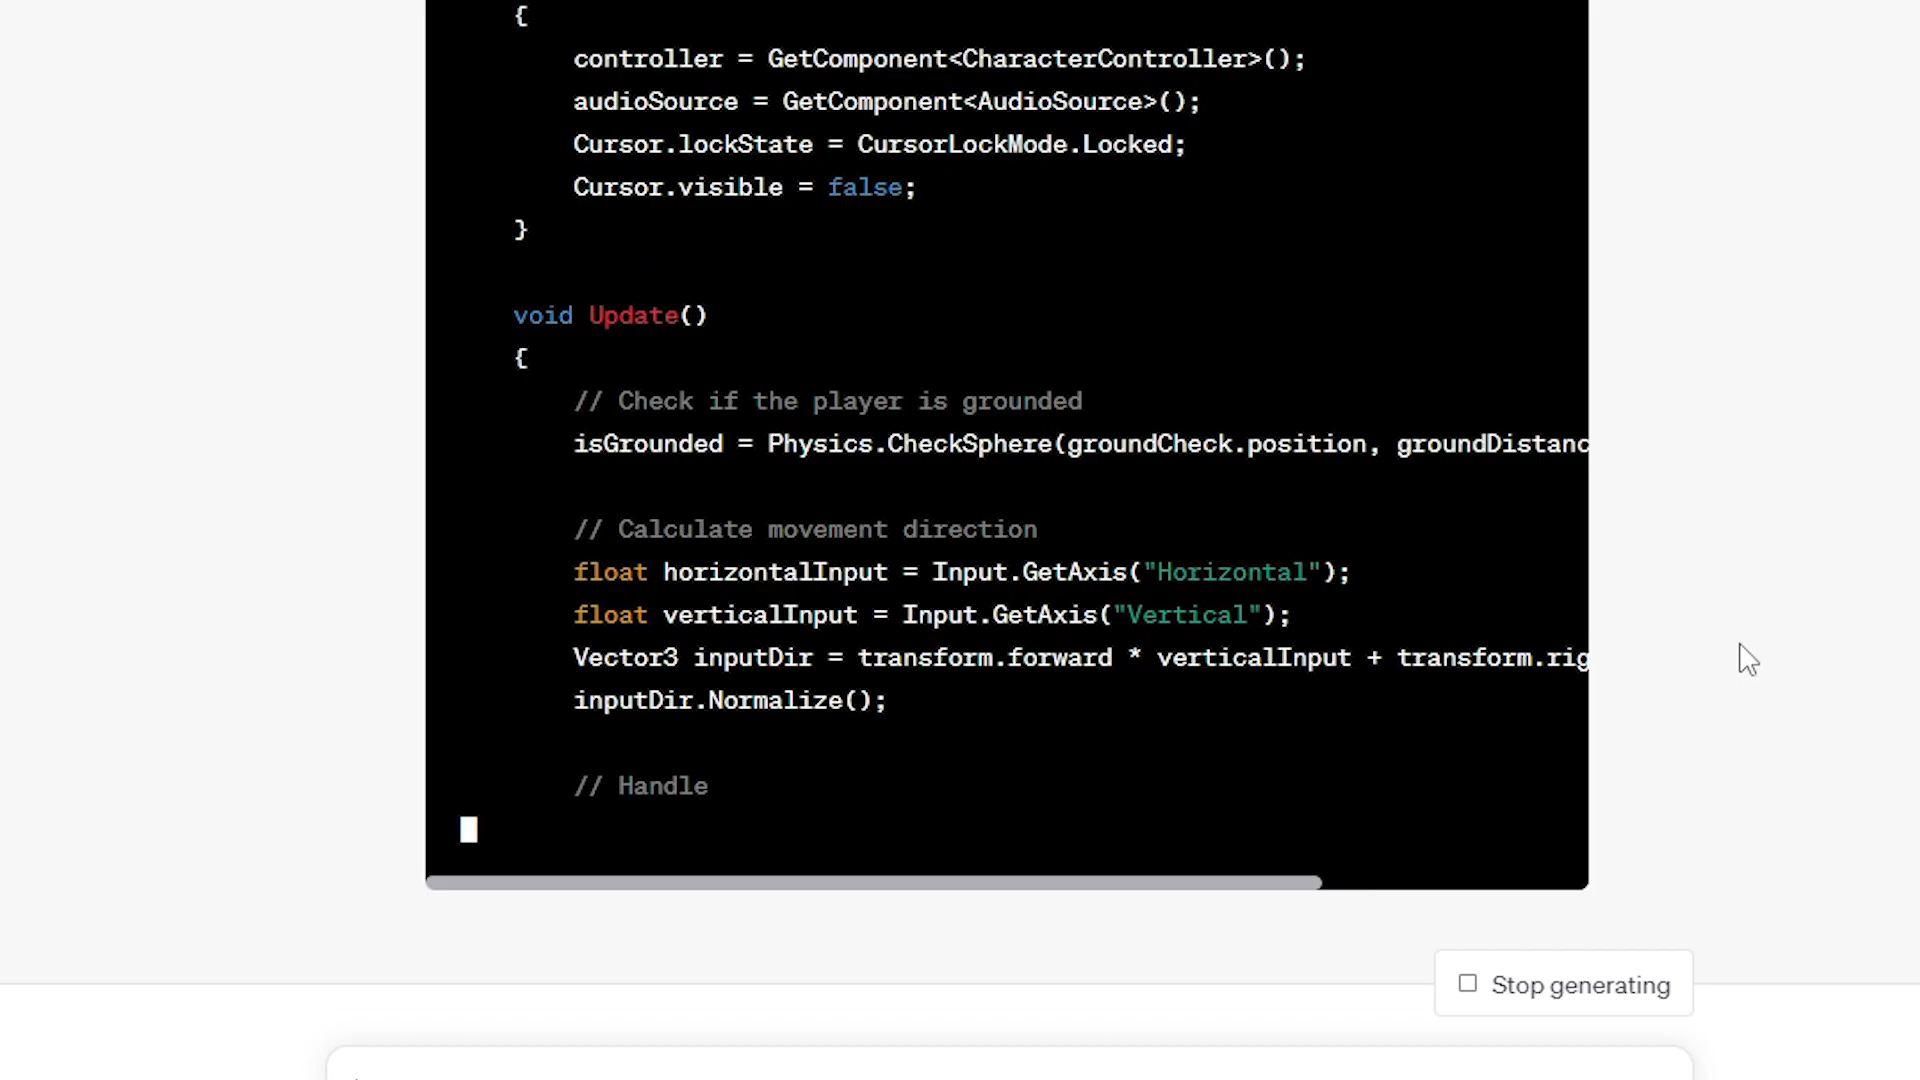 {
controller = GetComponent<CharacterController>();
audioSource = GetComponent<AudioSource>();
Cursor.lockState = CursorLockMode.Locked;
Cursor.visible = false;
}
void Update()
{
// Check if the player is grounded
isGrounded = Physics.CheckSphere(groundCheck.position, groundDistanc
// Calculate movement direction
float horizontalInput = Input.GetAxis("Horizontal");
float verticalInput = Input.GetAxis("Vertical");
Vector3 inputDir = transform.forward * verticalInput + transform.rig
inputDir.Normalize();
// Handle
Stop generating